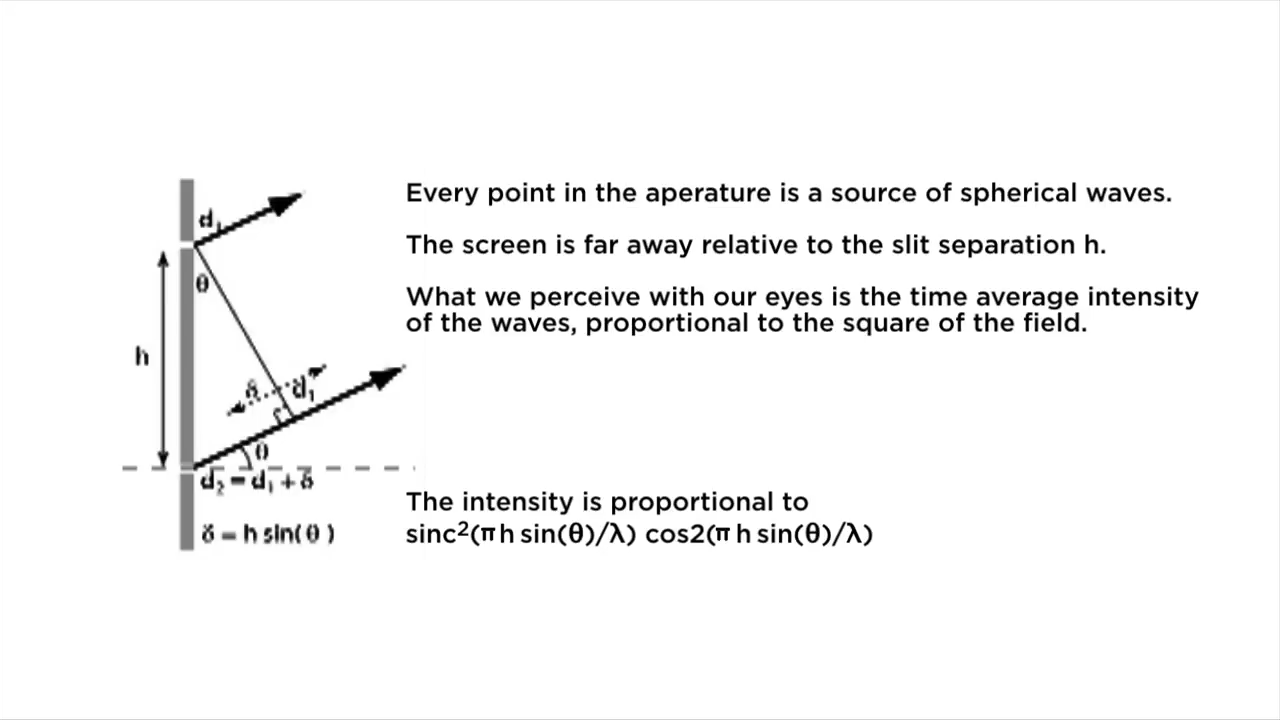 Every point in the aperature is a source of spherical waves.
d₁
The screen is far away relative to the slit separation h.
θ
What we perceive with our eyes is the time average intensity
of the waves, proportional to the square of the field.
h
δ d₁
θ
d₂ = d₁ + δ
The intensity is proportional to
δ = h sin( θ )
sinc²(π h sin(θ)/λ) cos2(π h sin(θ)/λ)